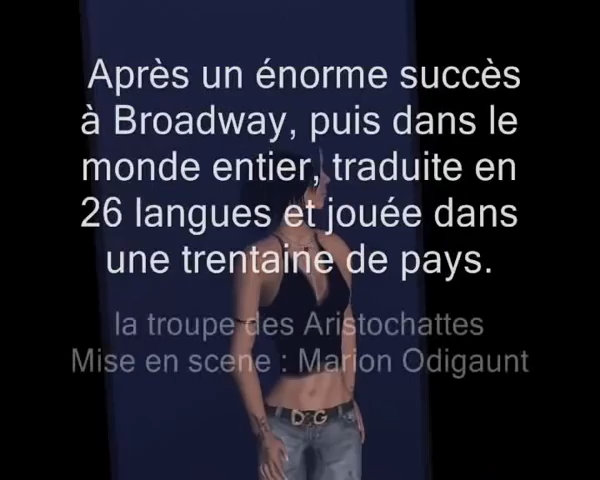 Après un énorme succès
à Broadway, puis dans le
monde entier, traduite en
26 langues et jouée dans
une trentaine de pays.
la troupe des Aristochattes
Mise en scene : Marion Odigaunt
D&G